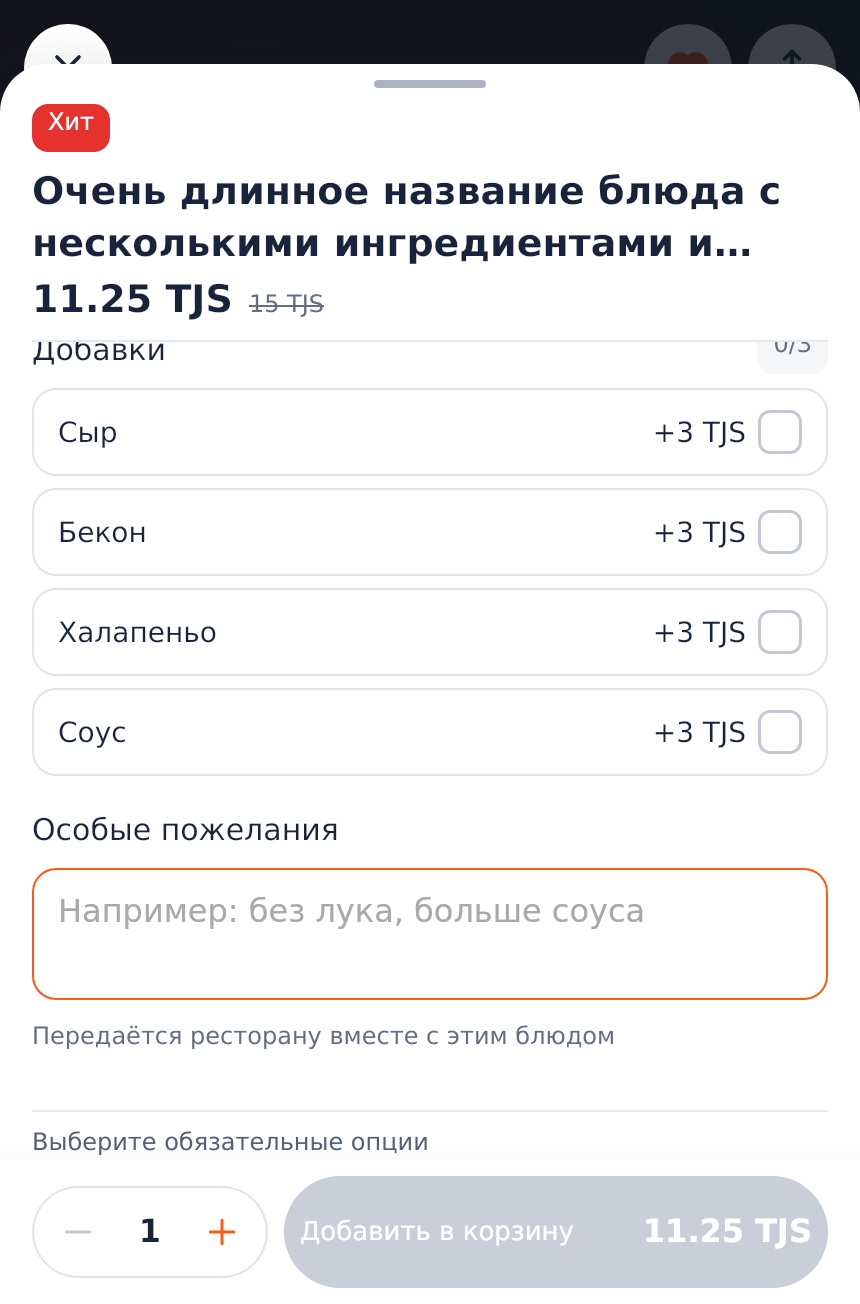 Хит
Очень длинное название блюда с
несколькими ингредиентами и…
11.25 TJS 15 TJS
Добавки 0/3
Сыр +3 TJS
Бекон +3 TJS
Халапеньо +3 TJS
Соус +3 TJS
Особые пожелания
Например: без лука, больше соуса
Передаётся ресторану вместе с этим блюдом
Выберите обязательные опции
1 Добавить в корзину 11.25 TJS